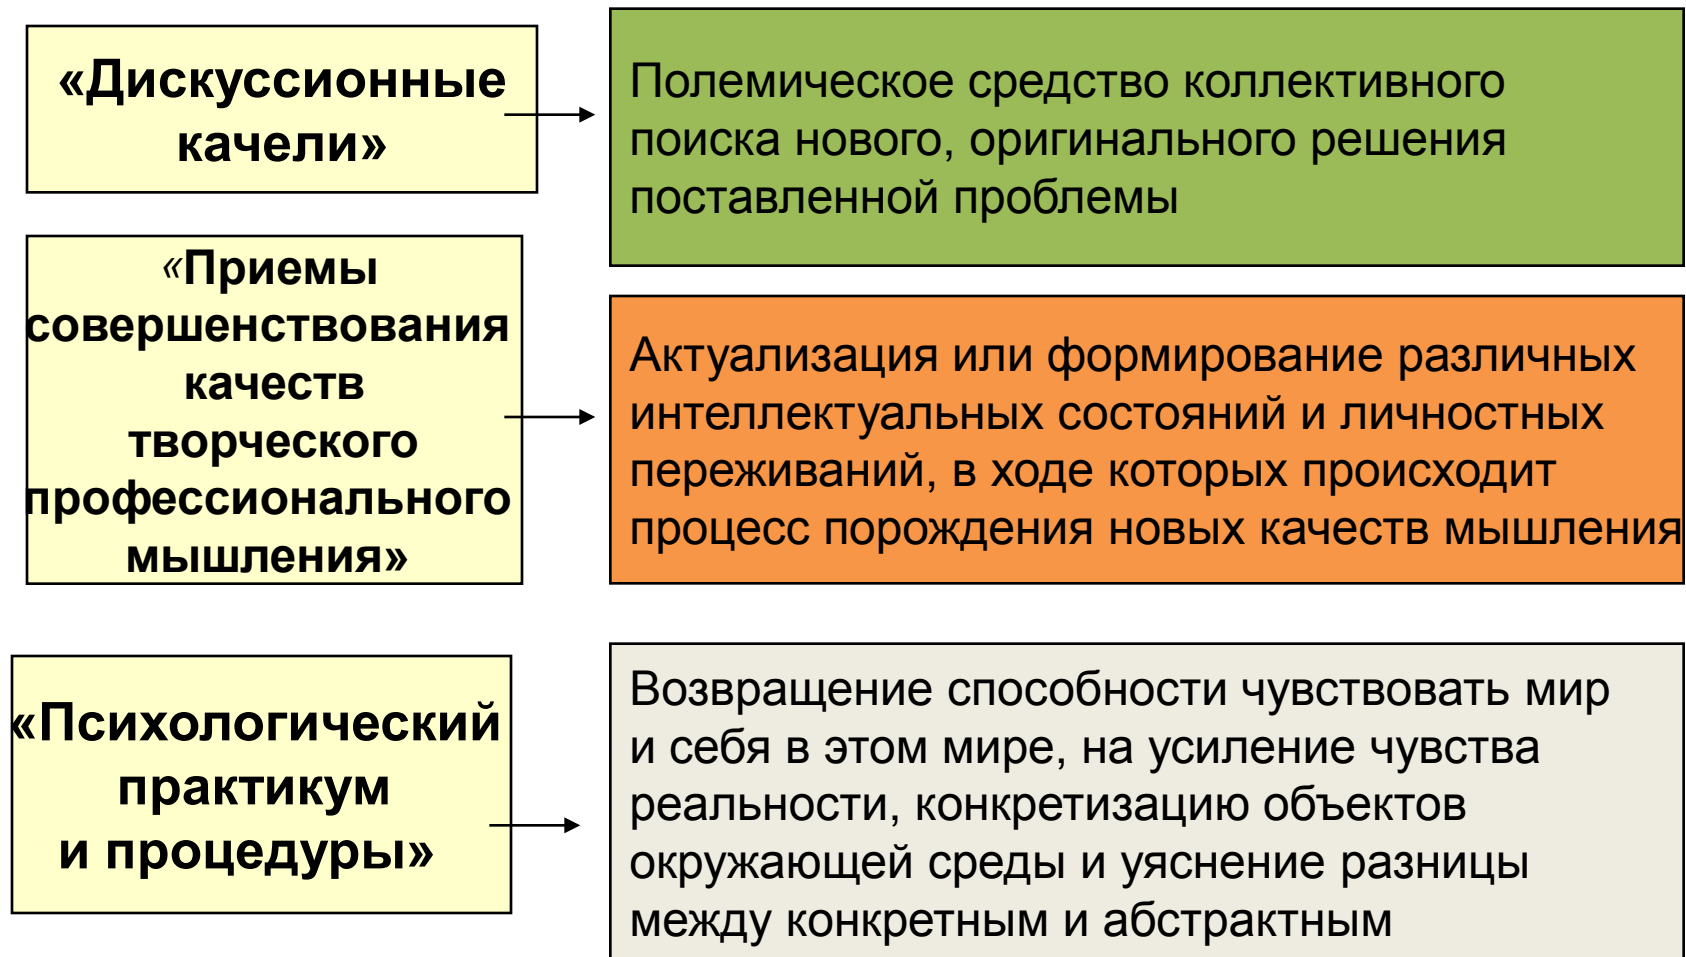 «Дискуссионные
качели»
Полемическое средство коллективного
поиска нового, оригинального решения
поставленной проблемы
«Приемы
совершенствования
качеств
творческого
профессионального
мышления»
Актуализация или формирование различных
интеллектуальных состояний и личностных
переживаний, в ходе которых происходит
процесс порождения новых качеств мышления
«Психологический
практикум
и процедуры»
Возвращение способности чувствовать мир
и себя в этом мире, на усиление чувства
реальности, конкретизацию объектов
окружающей среды и уяснение разницы
между конкретным и абстрактным